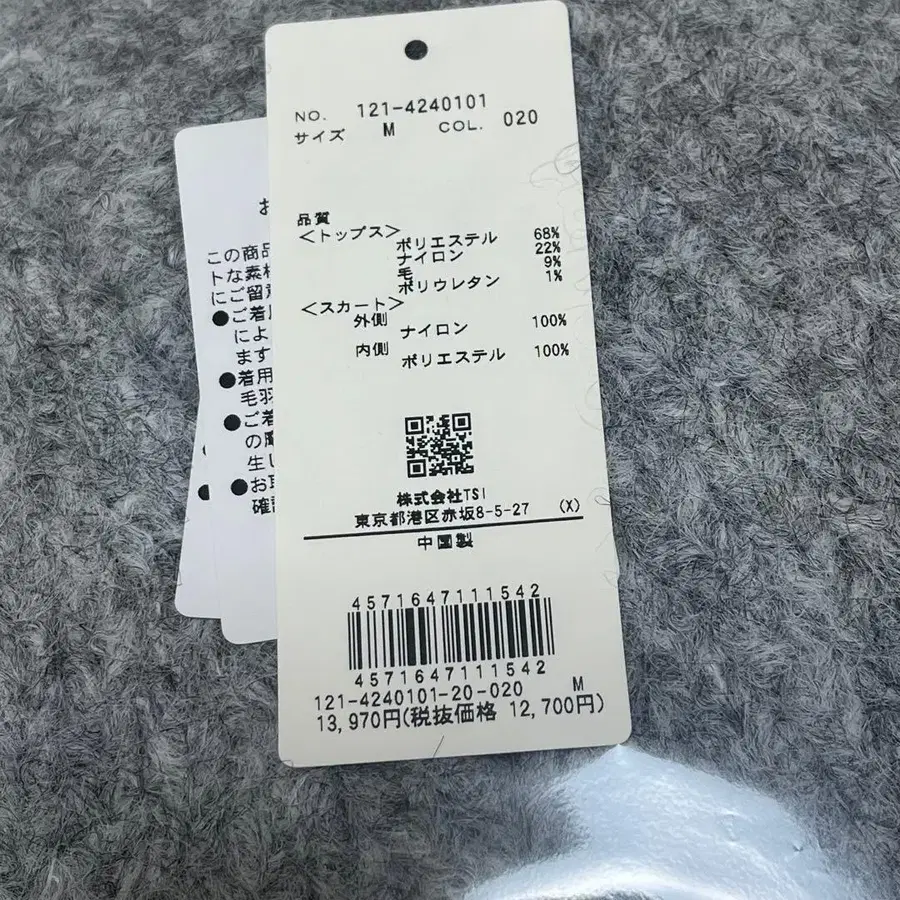 NO. 121-4240101
サイズ M COL. 020
品質
<トップス>
ポリエステル 68%
ナイロン 22%
毛 9%
ポリウレタン 1%
<スカート>
外側
ナイロン 100%
内側
ポリエステル 100%
株式会社TSI
東京都港区赤坂8-5-27 (X)
中国製
4571647111542
4571647111542
121-4240101-20-020 M
13,970円(税抜価格 12,700円)
お
この商品
トな素材
にご留意
●ご着用
によ
ます
●着用
毛羽
●ご着
の
生し
●お取
確認